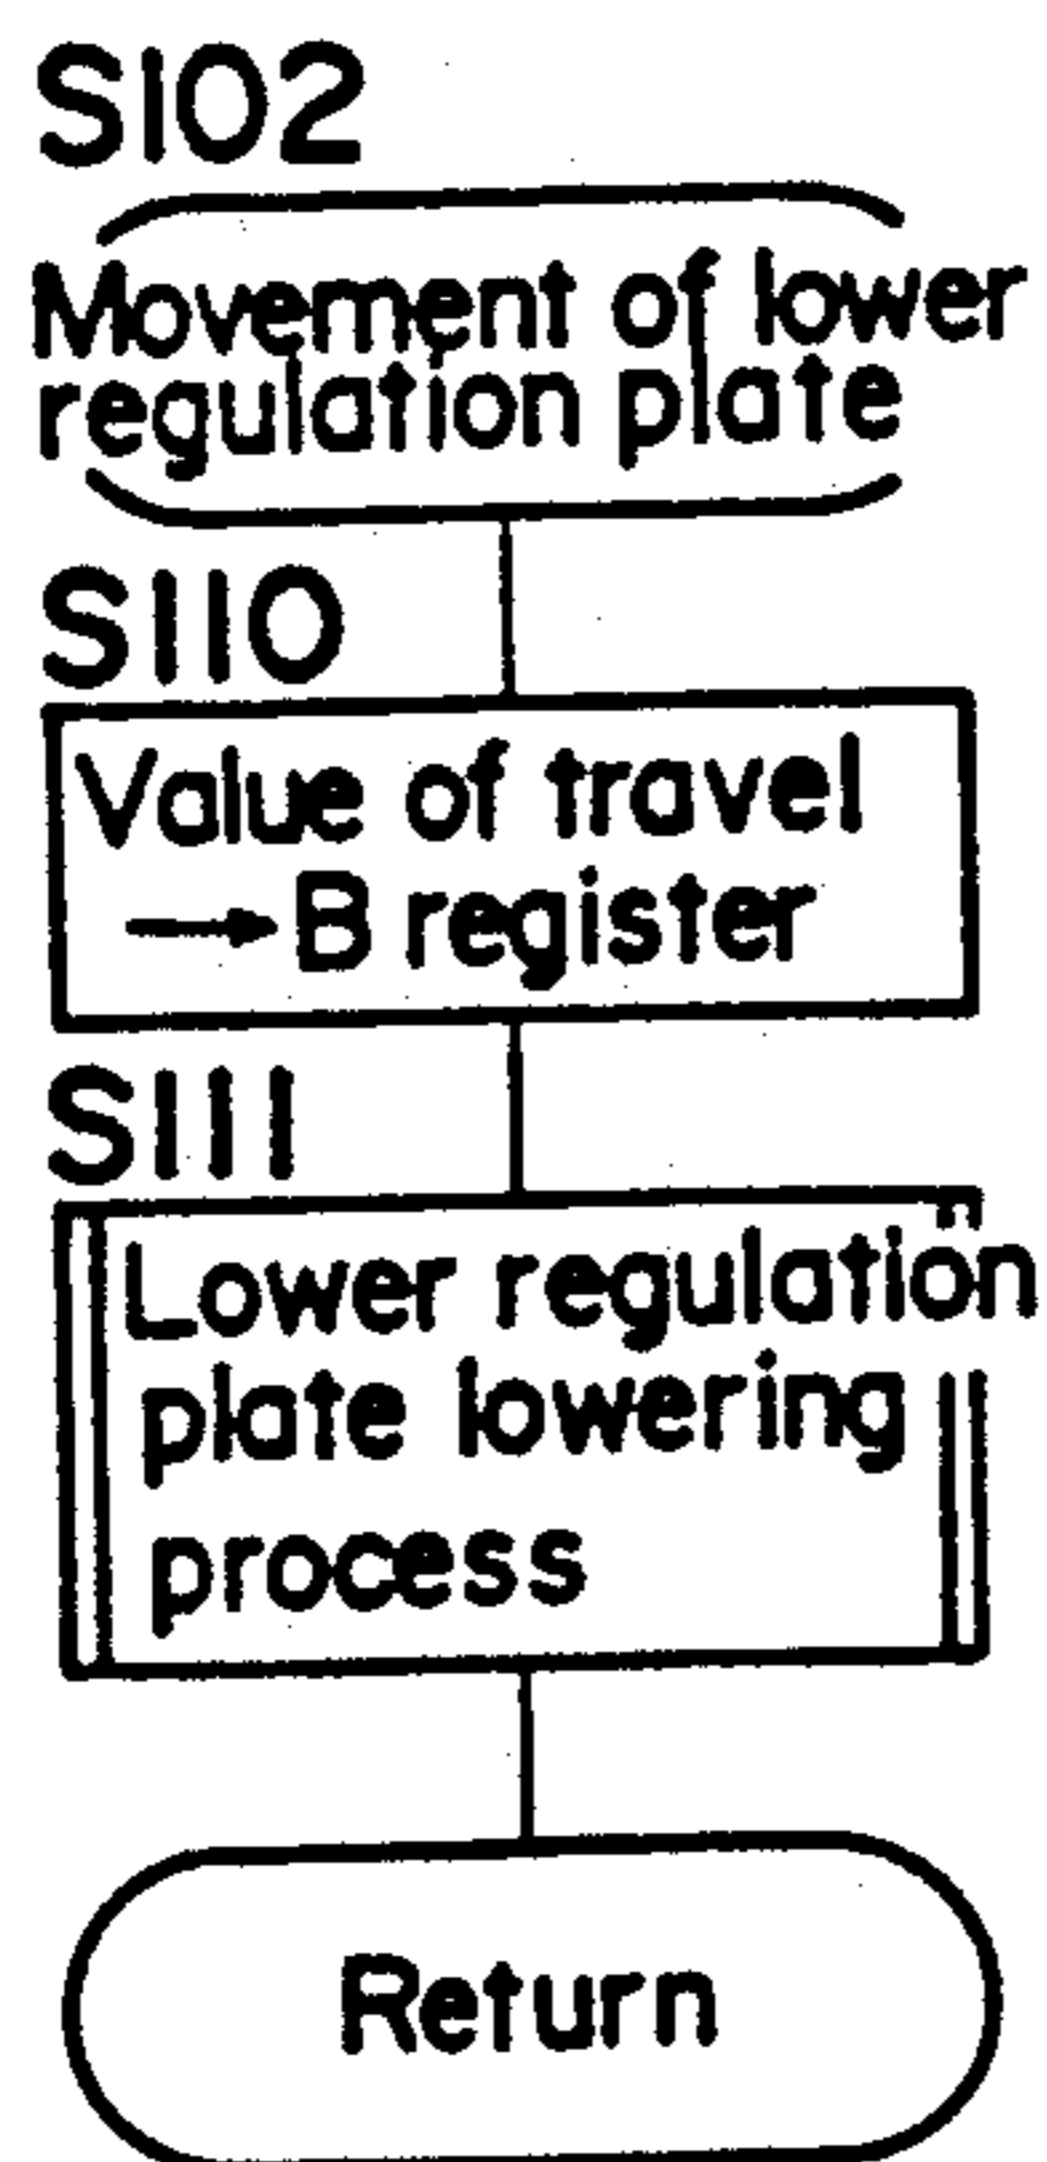 S102
Movement of lower
regulation plate
S110
Value of travel
→ B register
S111
Lower regulation
plate lowering
process
Return